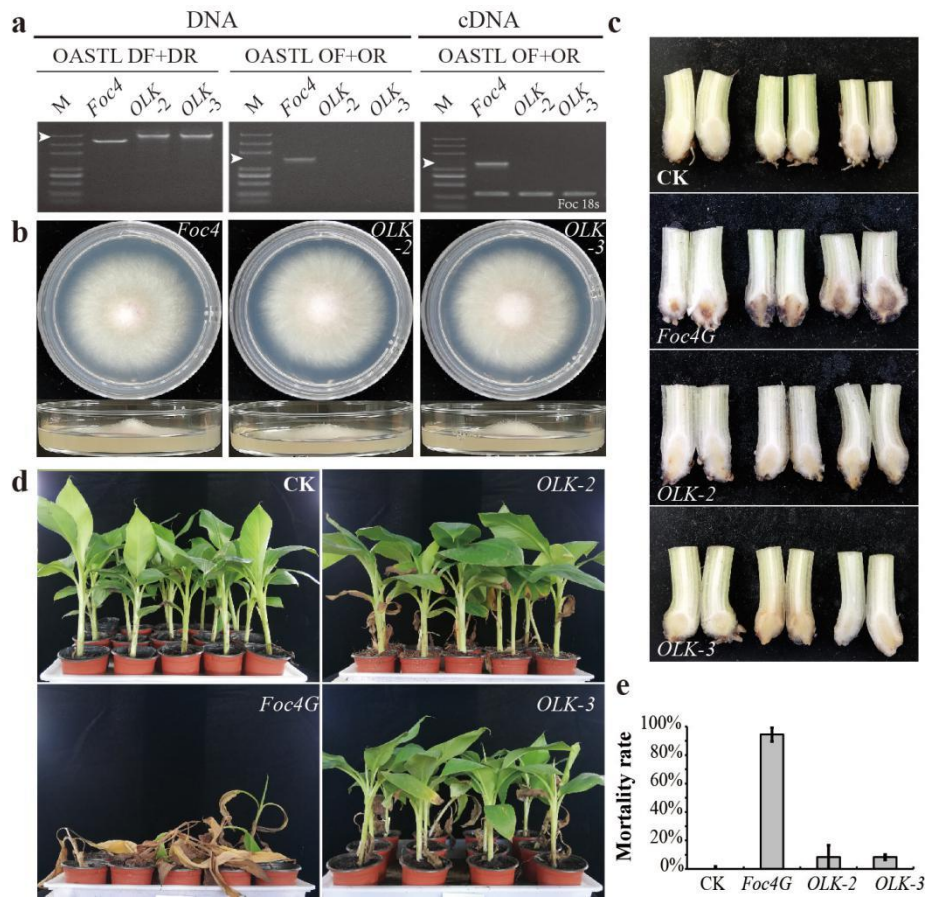 a
DNA
cDNA
OASTL DF+DR
OASTL OF+OR
OASTL OF+OR
M
Foc4
OLK-2
OLK-3
M
Foc4
OLK-2
OLK-3
M
Foc4
OLK-2
OLK-3
Foc 18s
b
Foc4
OLK
-2
OLK
-3
c
CK
Foc4G
OLK-2
OLK-3
d
CK
OLK-2
Foc4G
OLK-3
e
Mortality rate
100%
80%
60%
40%
20%
0%
CK
Foc4G
OLK-2
OLK-3